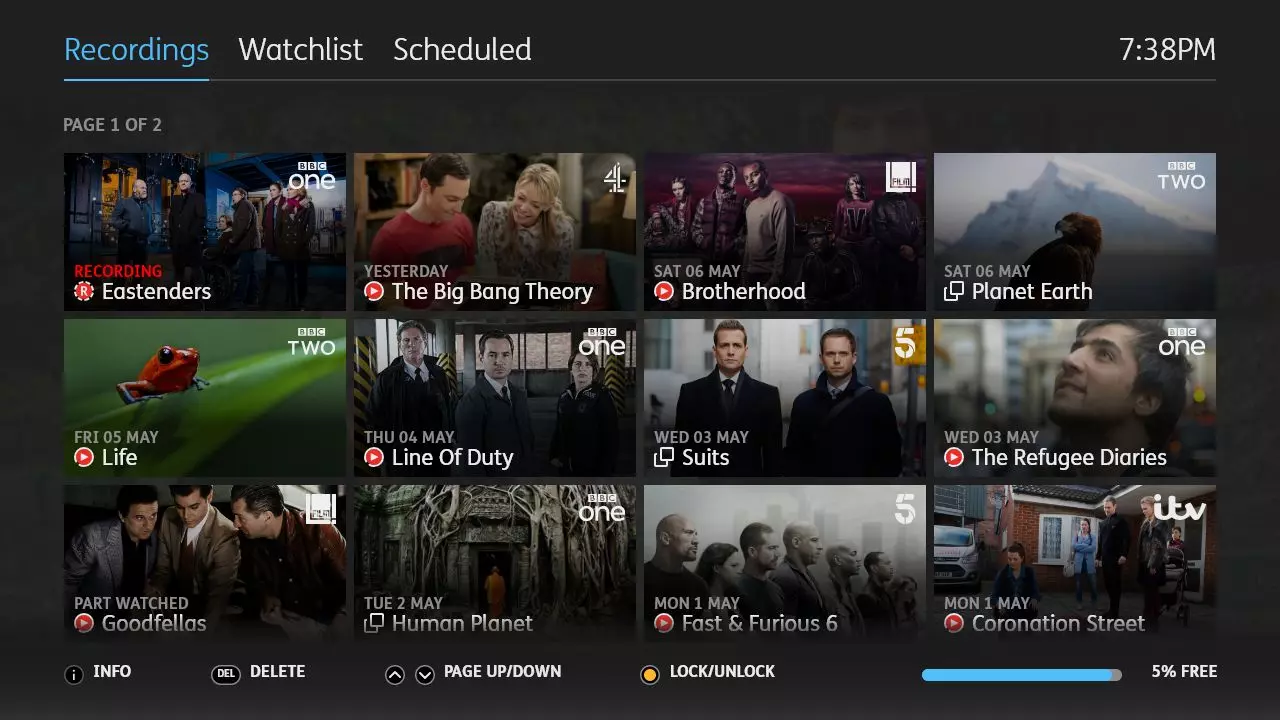 Recordings Watchlist Scheduled 7:38PM
PAGE 1 OF 2
BBC one
RECORDING
R Eastenders
4
YESTERDAY
The Big Bang Theory
FILM4
SAT 06 MAY
Brotherhood
BBC TWO
SAT 06 MAY
Planet Earth
BBC TWO
FRI 05 MAY
Life
BBC one
THU 04 MAY
Line Of Duty
5
WED 03 MAY
Suits
BBC one
WED 03 MAY
The Refugee Diaries
FILM4
PART WATCHED
Goodfellas
BBC one
TUE 2 MAY
Human Planet
5
MON 1 MAY
Fast & Furious 6
itv
MON 1 MAY
Coronation Street
i INFO DEL DELETE PAGE UP/DOWN LOCK/UNLOCK 5% FREE